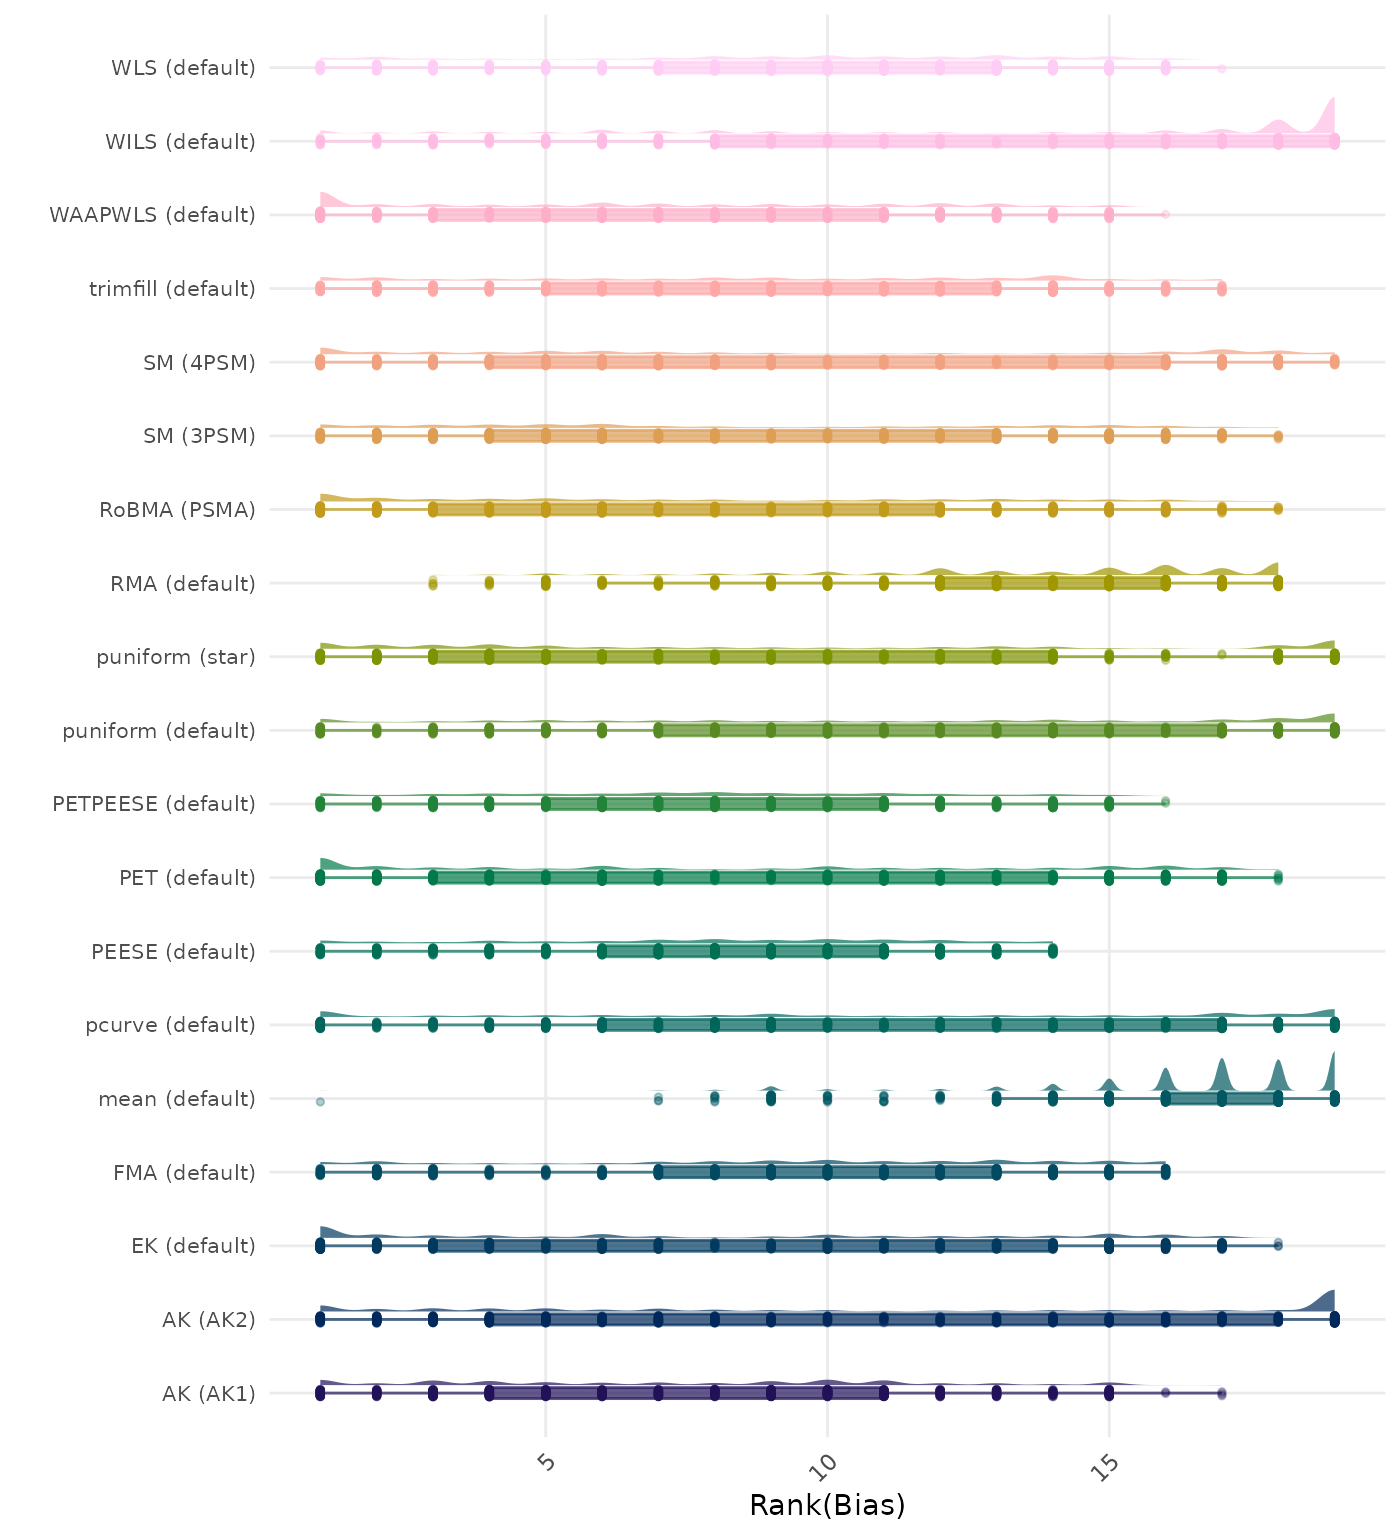 WLS (default)
WILS (default)
WAAPWLS (default)
trimfill (default)
SM (4PSM)
SM (3PSM)
RoBMA (PSMA)
RMA (default)
puniform (star)
puniform (default)
PETPEESE (default)
PET (default)
PEESE (default)
pcurve (default)
mean (default)
FMA (default)
EK (default)
AK (AK2)
AK (AK1)
5
10
15
Rank(Bias)